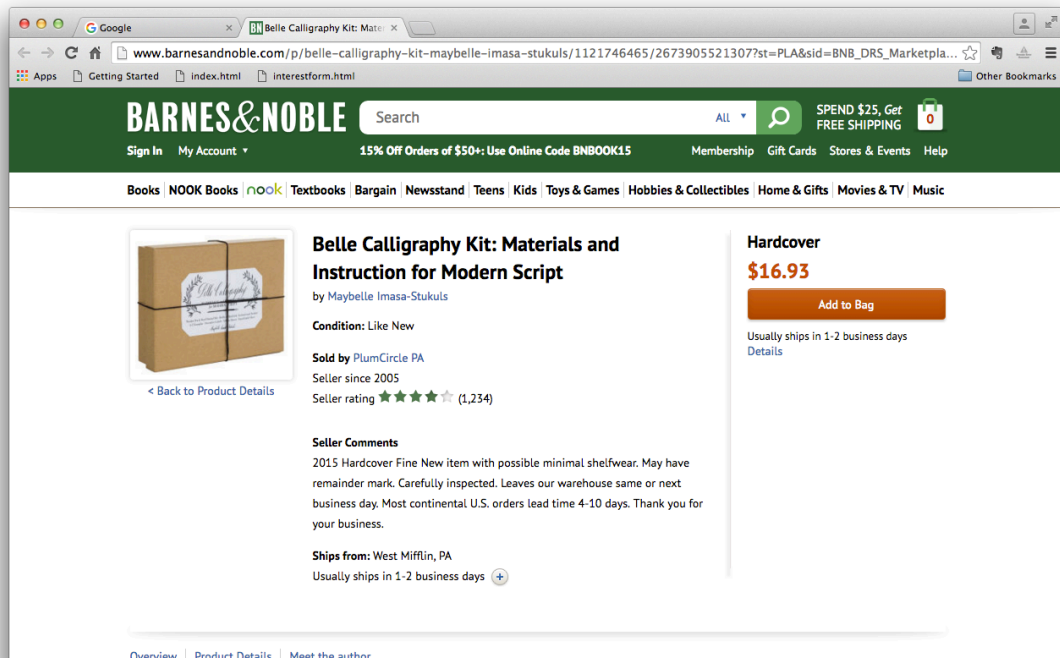 Google
Belle Calligraphy Kit: Mater
www.barnesandnoble.com/p/belle-calligraphy-kit-maybelle-imasa-stukuls/1121746465/2673905521307?st=PLA&sid=BNB_DRS_Marketpla...
Apps Getting Started index.html interestform.html Other Bookmarks
BARNES&NOBLE
Search All
SPEND $25, Get
FREE SHIPPING
0
Sign In My Account 15% Off Orders of $50+: Use Online Code BNBOOK15 Membership Gift Cards Stores & Events Help
Books NOOK Books nook Textbooks Bargain Newsstand Teens Kids Toys & Games Hobbies & Collectibles Home & Gifts Movies & TV Music
Belle Calligraphy
< Back to Product Details
Belle Calligraphy Kit: Materials and
Instruction for Modern Script
by Maybelle Imasa-Stukuls
Condition: Like New
Sold by PlumCircle PA
Seller since 2005
Seller rating (1,234)
Seller Comments
2015 Hardcover Fine New item with possible minimal shelfwear. May have
remainder mark. Carefully inspected. Leaves our warehouse same or next
business day. Most continental U.S. orders lead time 4-10 days. Thank you for
your business.
Ships from: West Mifflin, PA
Usually ships in 1-2 business days
Hardcover
$16.93
Add to Bag
Usually ships in 1-2 business days
Details
Overview Product Details Meet the author